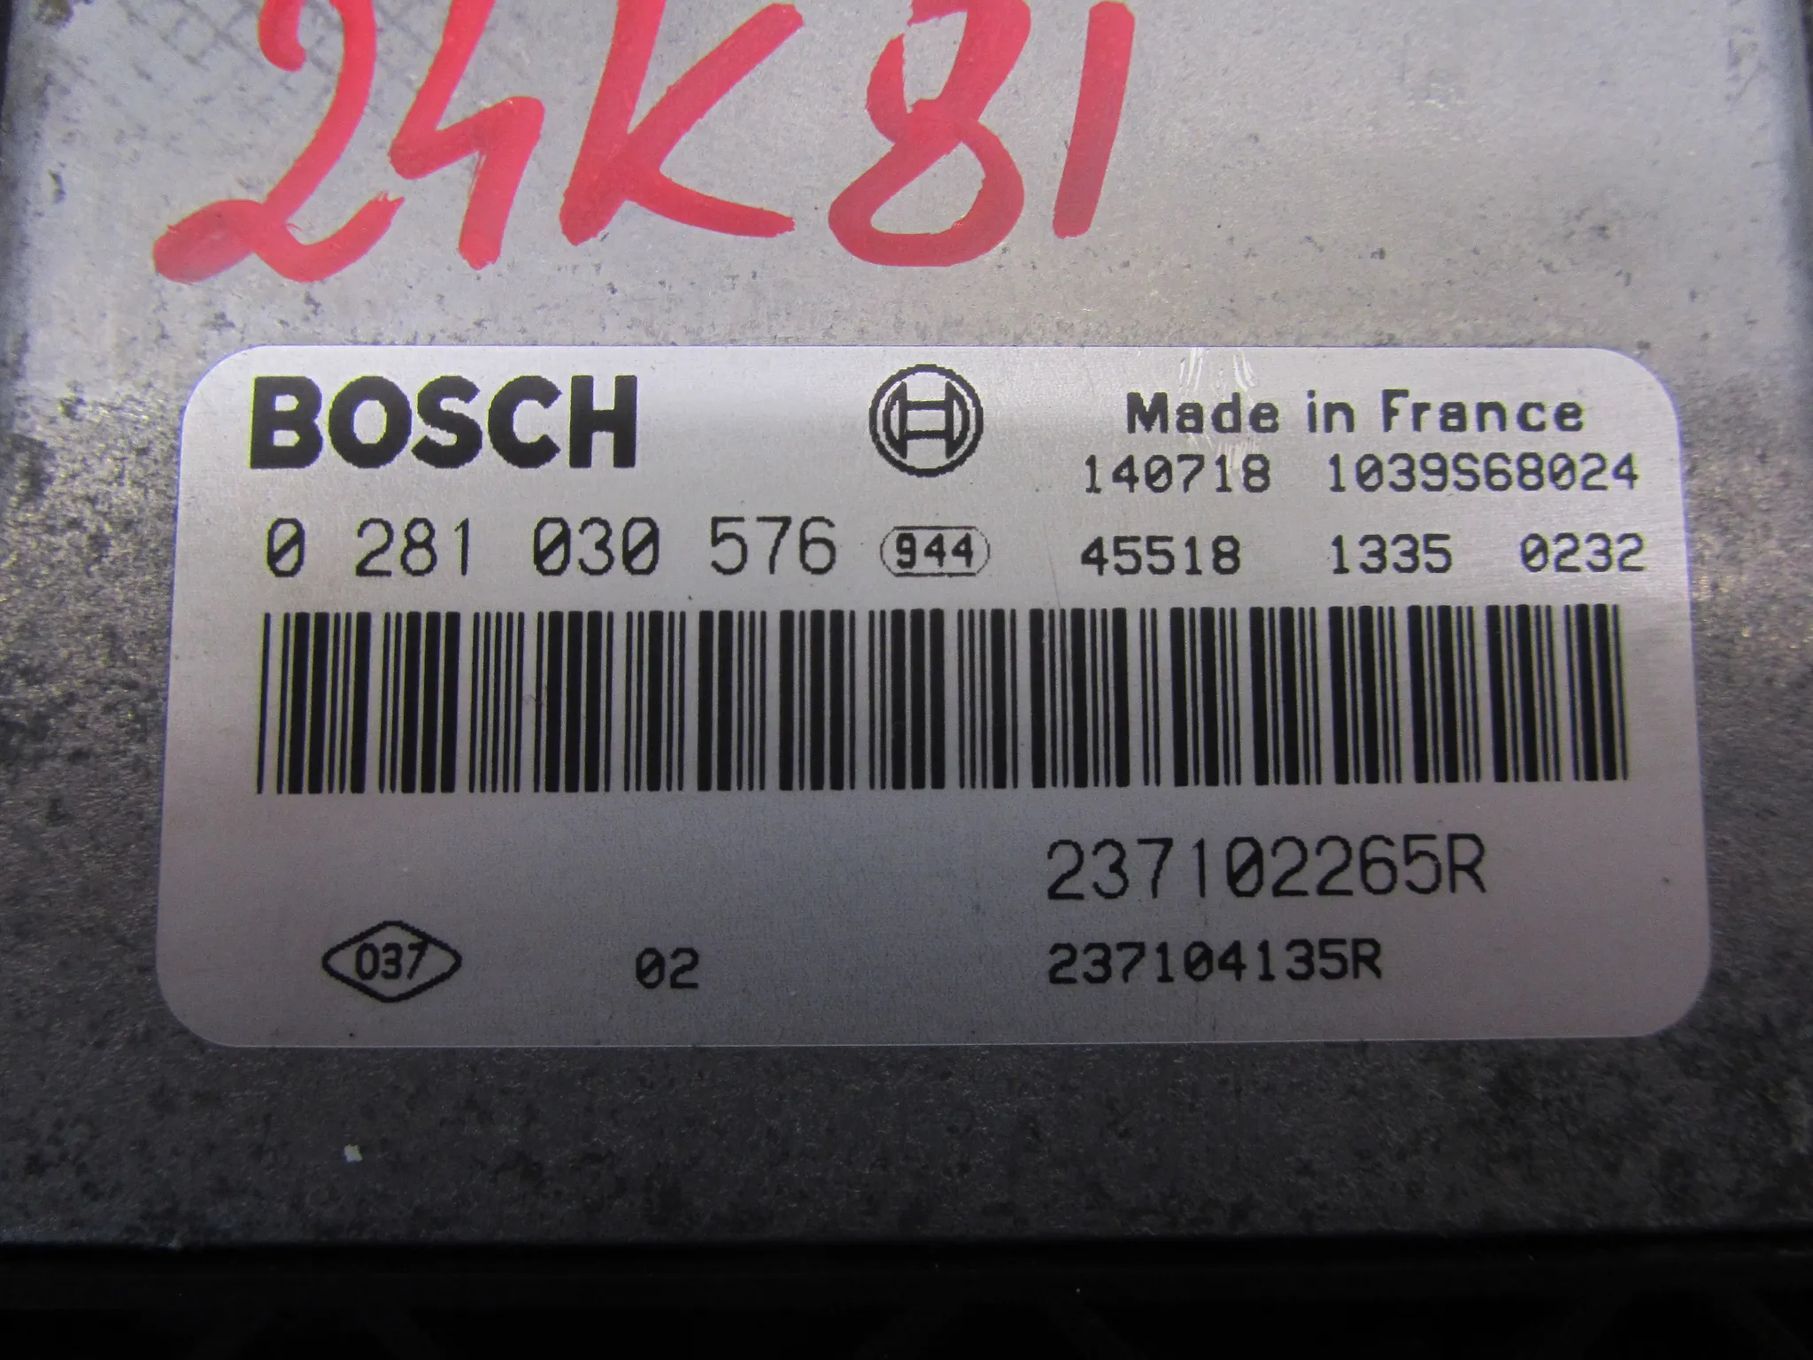 24K81
BOSCH
Made in France
140718 1039S68024
0 281 030 576 944 45518 1335 0232
237102265R
037 02 237104135R